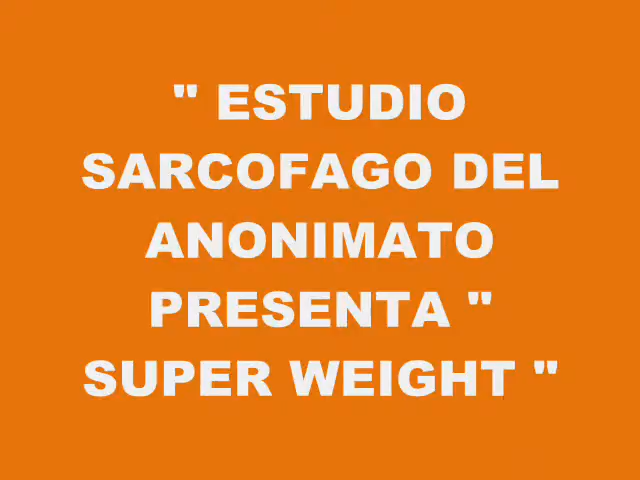 " ESTUDIO
SARCOFAGO DEL
ANONIMATO
PRESENTA "
SUPER WEIGHT "